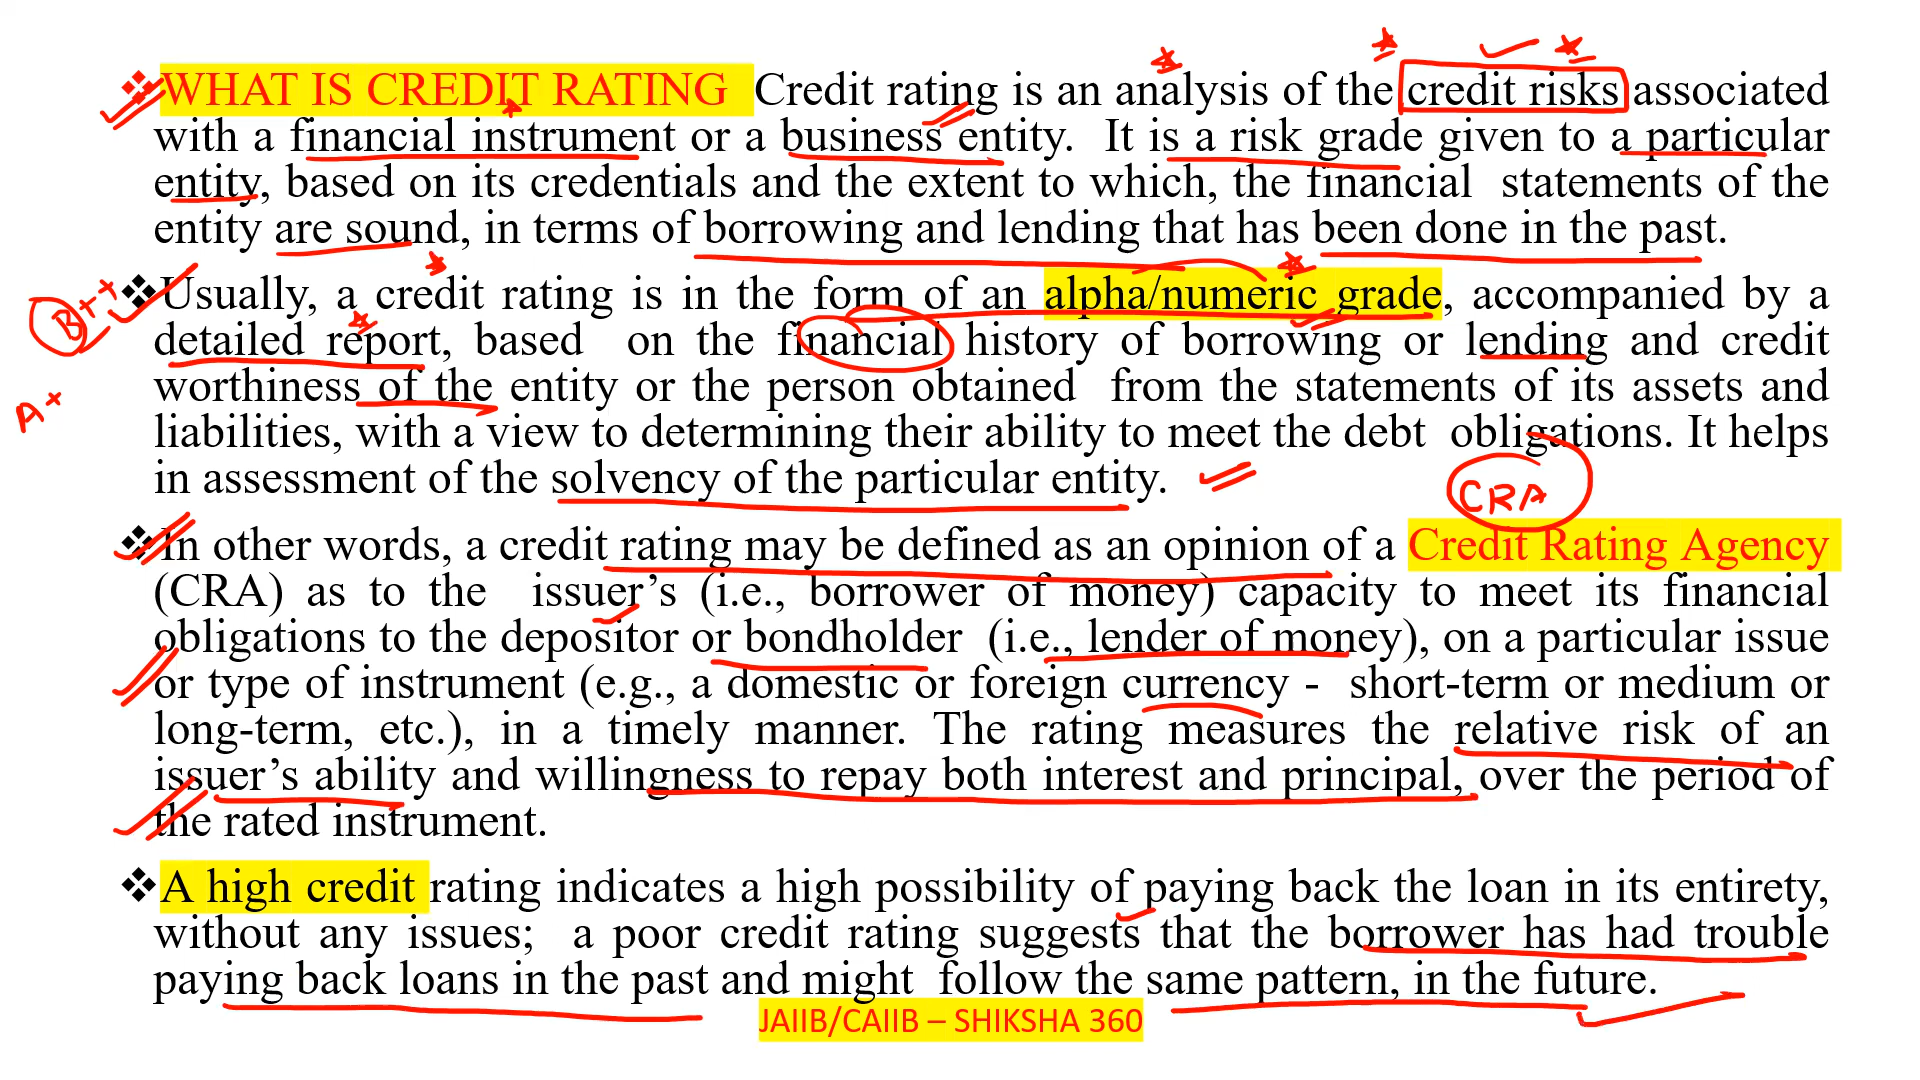 ❖WHAT IS CREDIT RATING Credit rating is an analysis of the credit risks associated
with a financial instrument or a business entity. It is a risk grade given to a particular
entity, based on its credentials and the extent to which, the financial statements of the
entity are sound, in terms of borrowing and lending that has been done in the past.
B++
❖Usually, a credit rating is in the form of an alpha/numeric grade, accompanied by a
detailed report, based on the financial history of borrowing or lending and credit
A+
worthiness of the entity or the person obtained from the statements of its assets and
liabilities, with a view to determining their ability to meet the debt obligations. It helps
in assessment of the solvency of the particular entity.
CRA
❖In other words, a credit rating may be defined as an opinion of a Credit Rating Agency
(CRA) as to the issuer’s (i.e., borrower of money) capacity to meet its financial
obligations to the depositor or bondholder (i.e., lender of money), on a particular issue
or type of instrument (e.g., a domestic or foreign currency - short-term or medium or
long-term, etc.), in a timely manner. The rating measures the relative risk of an
issuer’s ability and willingness to repay both interest and principal, over the period of
the rated instrument.
❖A high credit rating indicates a high possibility of paying back the loan in its entirety,
without any issues; a poor credit rating suggests that the borrower has had trouble
paying back loans in the past and might follow the same pattern, in the future.
JAIIB/CAIIB – SHIKSHA 360